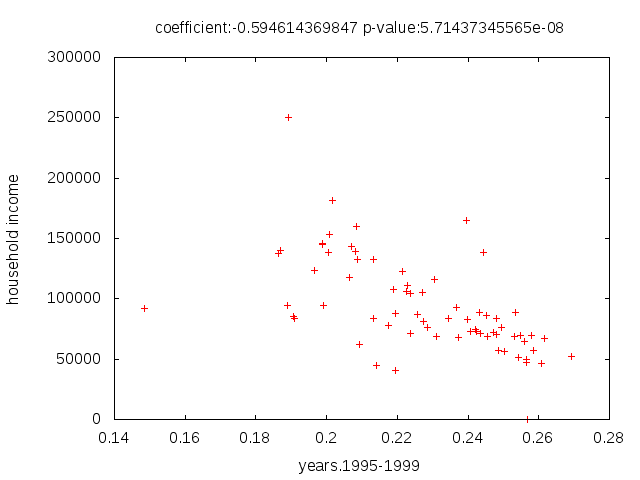 coefficient:-0.594614369847 p-value:5.71437345565e-08
300000
250000
200000
150000
100000
50000
0
household income
0.14 0.16 0.18 0.2 0.22 0.24 0.26 0.28
years.1995-1999